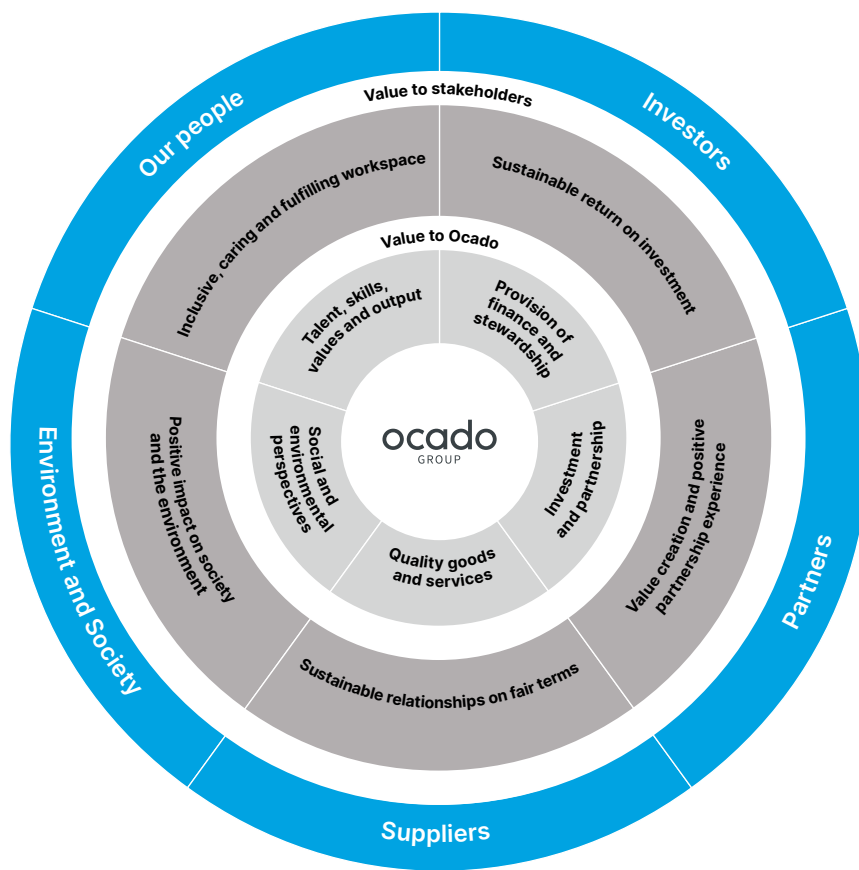 Our people
Investors
Value to stakeholders
Inclusive, caring and fulfilling workspace
Sustainable return on investment
Value to Ocado
Talent, skills,
values and output
Provision of
finance and
stewardship
ocado
GROUP
Environment and Society
Positive impact on society
and the environment
Social and
environmental
perspectives
Investment
and partnership
Value creation and positive
partnership experience
Partners
Quality goods
and services
Sustainable relationships on fair terms
Suppliers